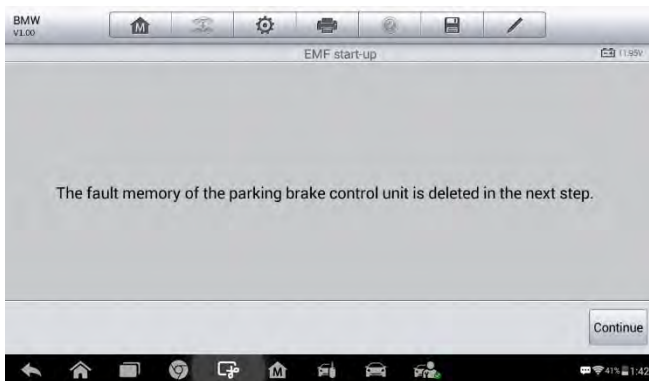 BMW
V1.00
M
EMF start-up
11.95V
The fault memory of the parking brake control unit is deleted in the next step.
Continue
M
41%
1:42